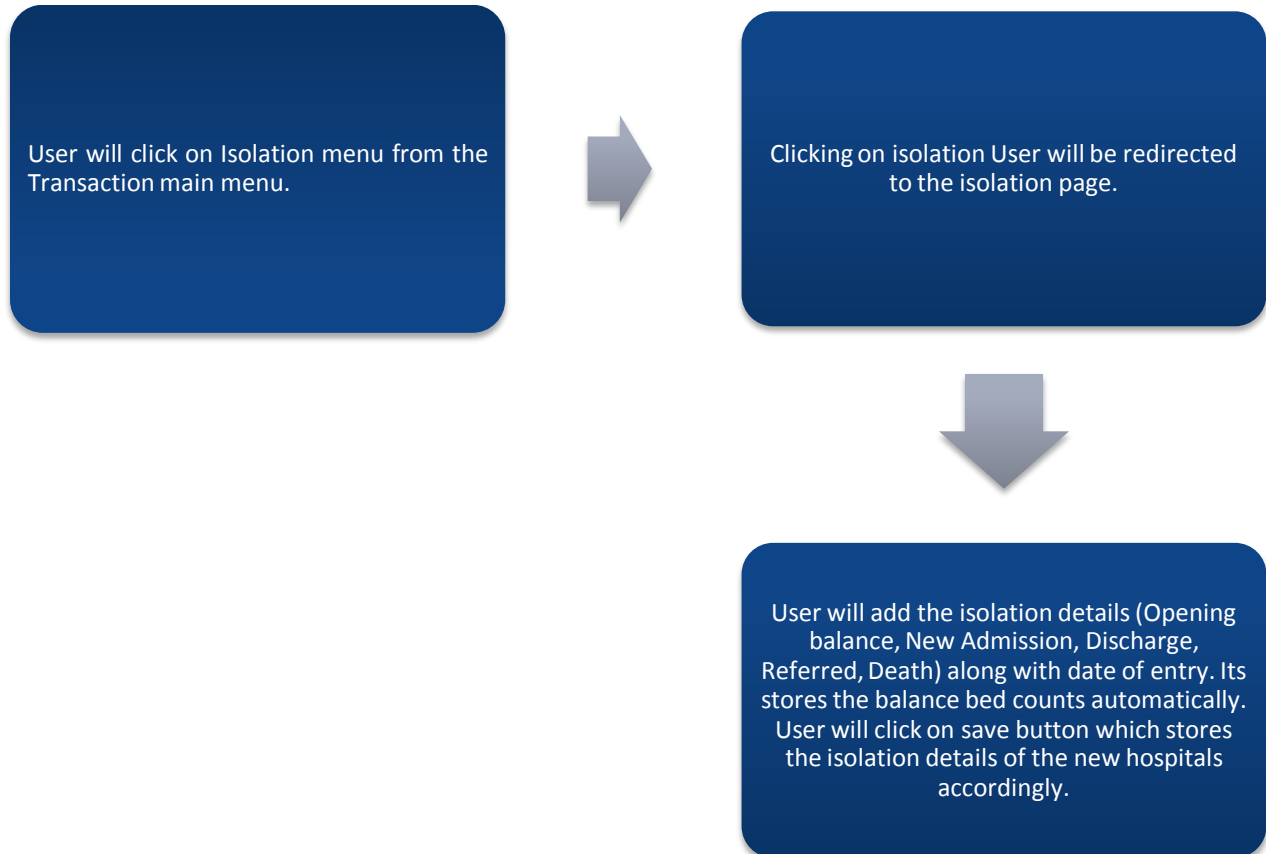 User will click on Isolation menu from the
Transaction main menu.
Clicking on isolation User will be redirected
to the isolation page.
User will add the isolation details (Opening
balance, New Admission, Discharge,
Referred, Death) along with date of entry. Its
stores the balance bed counts automatically.
User will click on save button which stores
the isolation details of the new hospitals
accordingly.